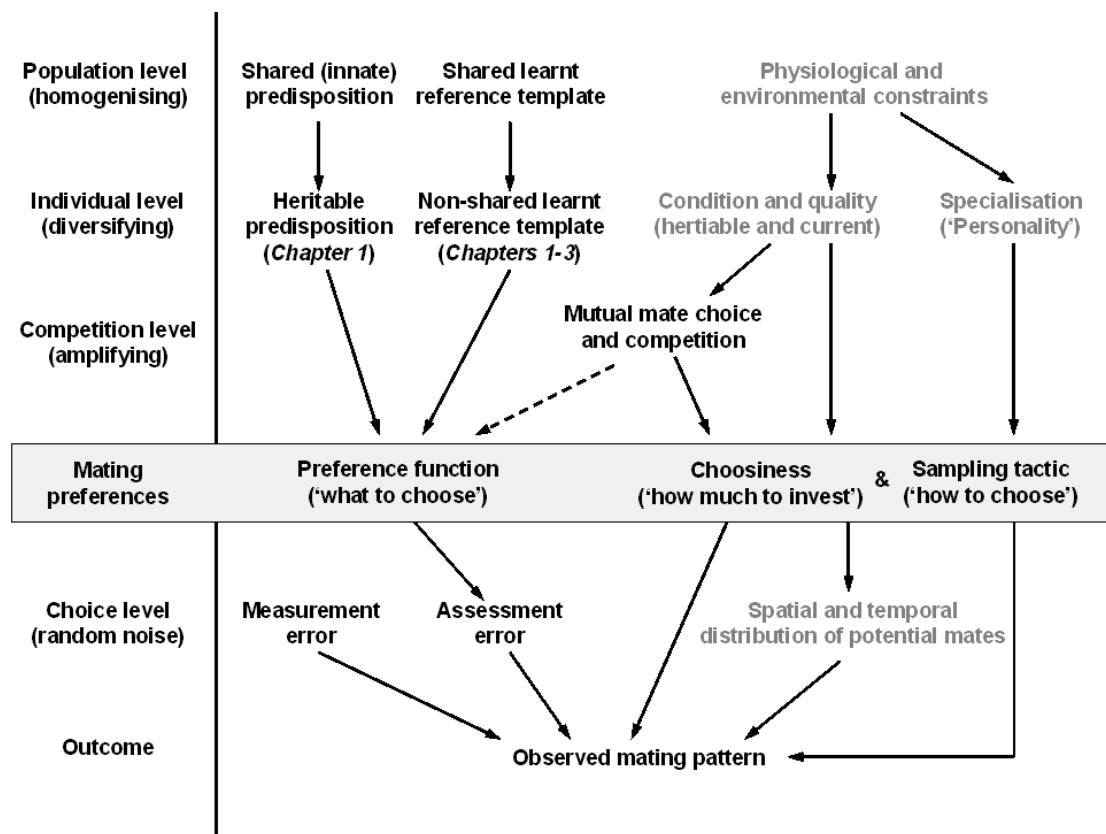 Population level
(homogenising)
Shared (innate)
predisposition
Shared learnt
reference template
Physiological and
environmental constraints
Individual level
(diversifying)
Heritable
predisposition
(Chapter 1)
Non-shared learnt
reference template
(Chapters 1-3)
Condition and quality
(hertiable and current)
Specialisation
(‘Personality’)
Competition level
(amplifying)
Mutual mate choice
and competition
Mating
preferences
Preference function
(‘what to choose’)
Choosiness
(‘how much to invest’)
&
Sampling tactic
(‘how to choose’)
Choice level
(random noise)
Measurement
error
Assessment
error
Spatial and temporal
distribution of potential mates
Outcome
Observed mating pattern